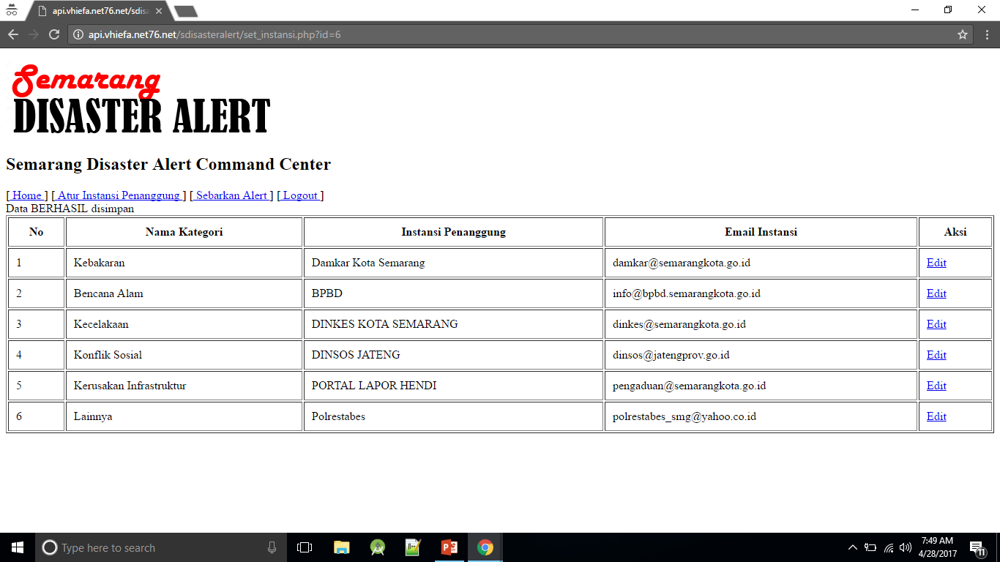 api.vhiefa.net76.net/sdisa
api.vhiefa.net76.net/sdisasteralert/set_instansi.php?id=6
Semarang
DISASTER ALERT
Semarang Disaster Alert Command Center
[ Home ] [ Atur Instansi Penanggung ] [ Sebarkan Alert ] [ Logout ]
Data BERHASIL disimpan
No Nama Kategori Instansi Penanggung Email Instansi Aksi
1 Kebakaran Damkar Kota Semarang damkar@semarangkota.go.id Edit
2 Bencana Alam BPBD info@bpbd.semarangkota.go.id Edit
3 Kecelakaan DINKES KOTA SEMARANG dinkes@semarangkota.go.id Edit
4 Konflik Sosial DINSOS JATENG dinsos@jatengprov.go.id Edit
5 Kerusakan Infrastruktur PORTAL LAPOR HENDI pengaduan@semarangkota.go.id Edit
6 Lainnya Polrestabes polrestabes_smg@yahoo.co.id Edit
Type here to search
7:49 AM
4/28/2017
11